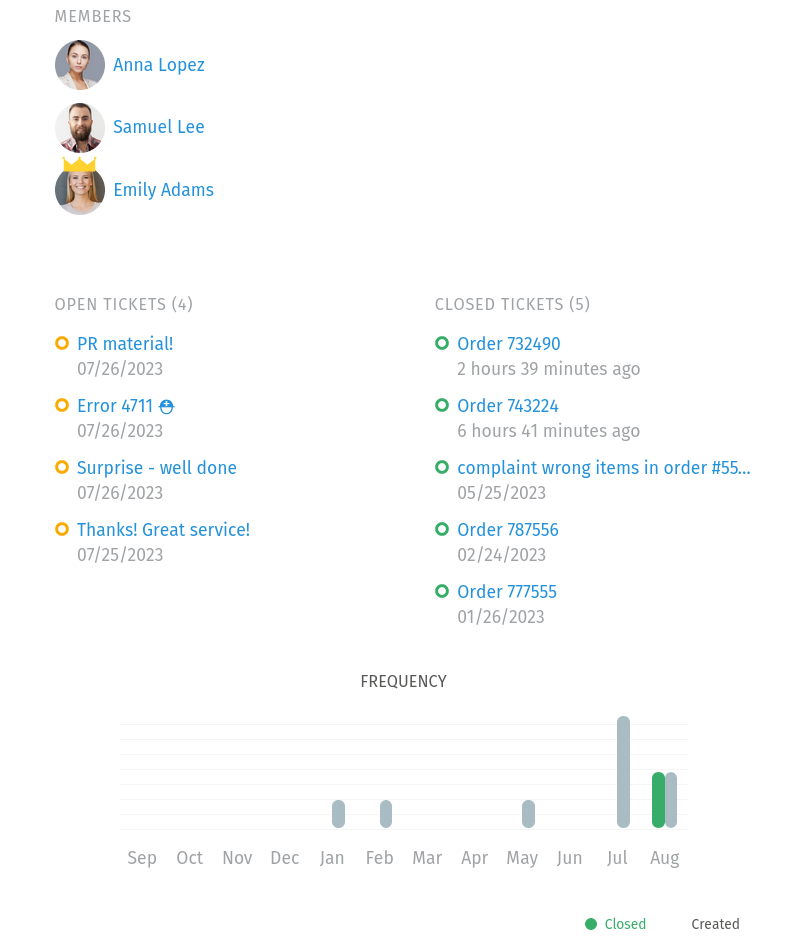 MEMBERS
Anna Lopez
Samuel Lee
Emily Adams
OPEN TICKETS (4)
PR material!
07/26/2023
Error 4711
07/26/2023
Surprise - well done
07/26/2023
Thanks! Great service!
07/25/2023
CLOSED TICKETS (5)
Order 732490
2 hours 39 minutes ago
Order 743224
6 hours 41 minutes ago
complaint wrong items in order #55...
05/25/2023
Order 787556
02/24/2023
Order 777555
01/26/2023
FREQUENCY
Sep Oct Nov Dec Jan Feb Mar Apr May Jun Jul Aug
Closed Created